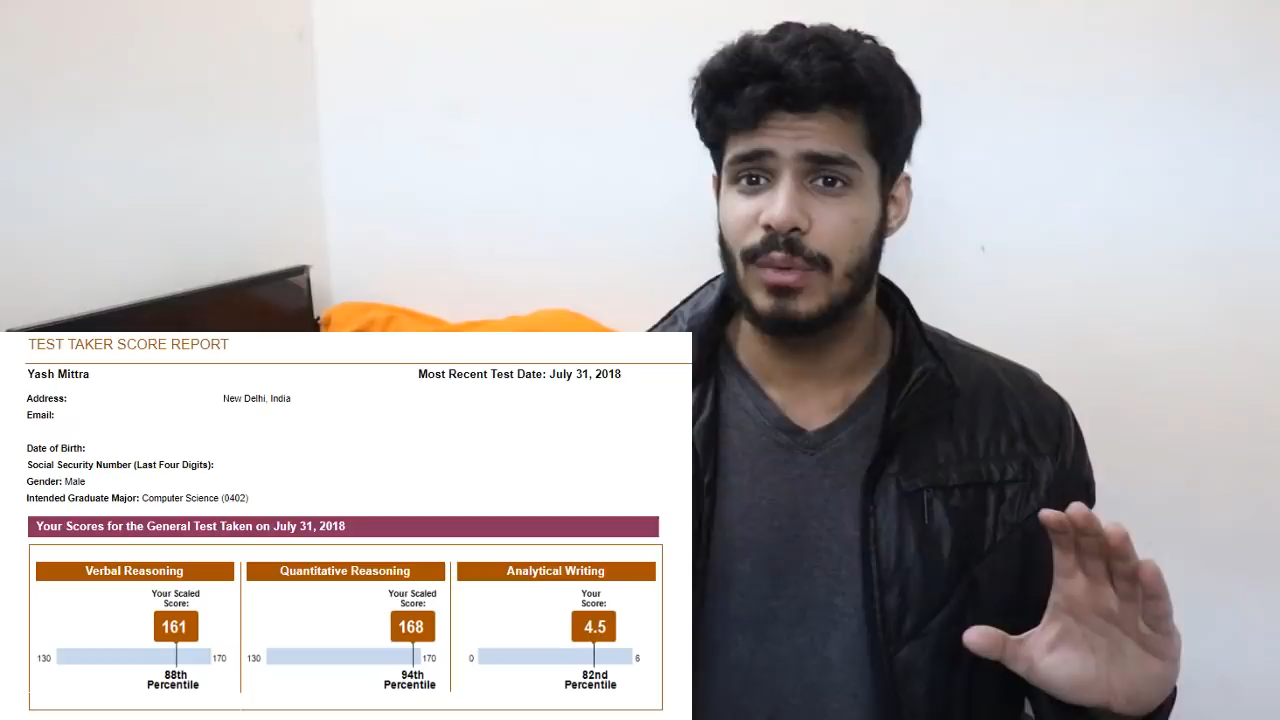 TEST TAKER SCORE REPORT
Yash Mittra Most Recent Test Date: July 31, 2018
Address: New Delhi, India
Email:
Date of Birth:
Social Security Number (Last Four Digits):
Gender: Male
Intended Graduate Major: Computer Science (0402)
Your Scores for the General Test Taken on July 31, 2018
Verbal Reasoning
Your Scaled
Score:
161
130 170
88th
Percentile
Quantitative Reasoning
Your Scaled
Score:
168
130 170
94th
Percentile
Analytical Writing
Your
Score:
4.5
0 6
82nd
Percentile